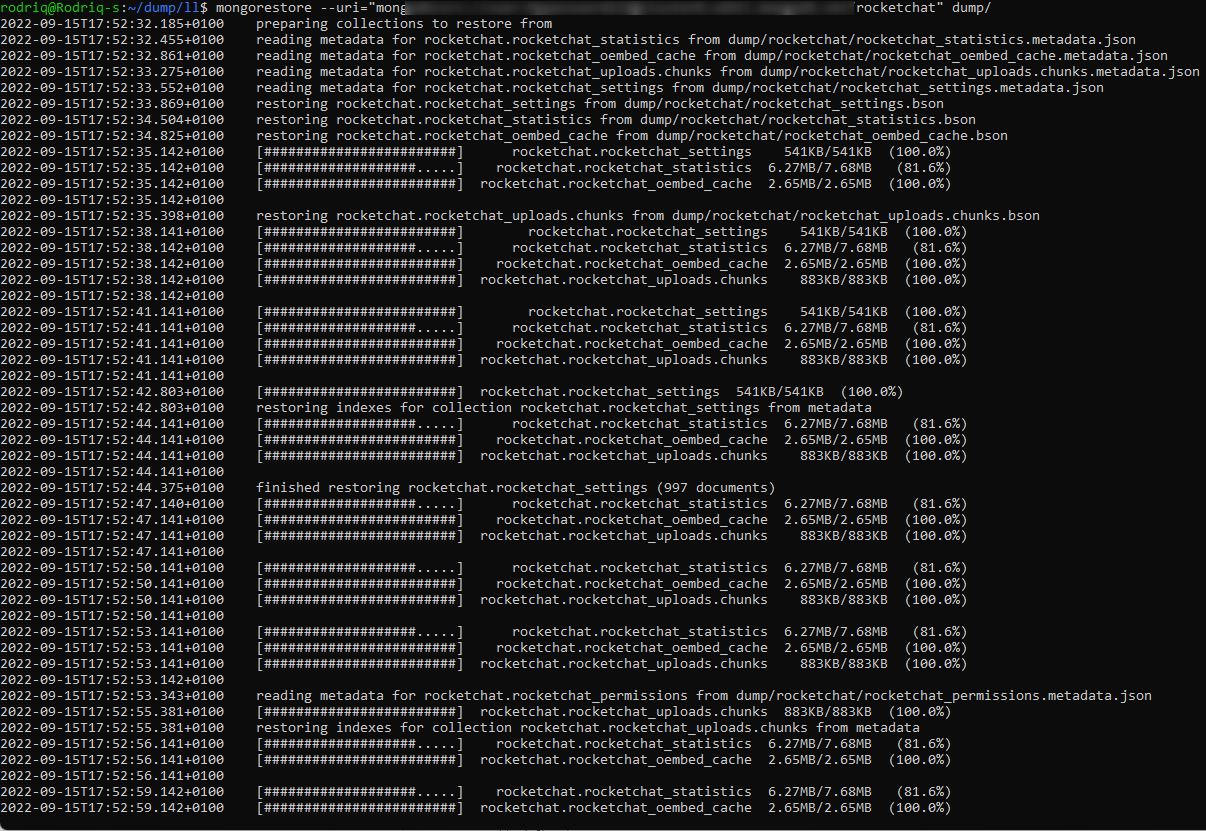 rodriq@Rodriq-s:~/dump/ll$ mongorestore --uri="mong rocketchat" dump/
2022-09-15T17:52:32.185+0100    preparing collections to restore from
2022-09-15T17:52:32.455+0100    reading metadata for rocketchat.rocketchat_statistics from dump/rocketchat/rocketchat_statistics.metadata.json
2022-09-15T17:52:32.861+0100    reading metadata for rocketchat.rocketchat_oembed_cache from dump/rocketchat/rocketchat_oembed_cache.metadata.json
2022-09-15T17:52:33.275+0100    reading metadata for rocketchat.rocketchat_uploads.chunks from dump/rocketchat/rocketchat_uploads.chunks.metadata.json
2022-09-15T17:52:33.552+0100    reading metadata for rocketchat.rocketchat_settings from dump/rocketchat/rocketchat_settings.metadata.json
2022-09-15T17:52:33.869+0100    restoring rocketchat.rocketchat_settings from dump/rocketchat/rocketchat_settings.bson
2022-09-15T17:52:34.504+0100    restoring rocketchat.rocketchat_statistics from dump/rocketchat/rocketchat_statistics.bson
2022-09-15T17:52:34.825+0100    restoring rocketchat.rocketchat_oembed_cache from dump/rocketchat/rocketchat_oembed_cache.bson
2022-09-15T17:52:35.142+0100    [########################]      rocketchat.rocketchat_settings    541KB/541KB  (100.0%)
2022-09-15T17:52:35.142+0100    [###################.....]    rocketchat.rocketchat_statistics  6.27MB/7.68MB   (81.6%)
2022-09-15T17:52:35.142+0100    [########################]  rocketchat.rocketchat_oembed_cache  2.65MB/2.65MB  (100.0%)
2022-09-15T17:52:35.142+0100
2022-09-15T17:52:35.398+0100    restoring rocketchat.rocketchat_uploads.chunks from dump/rocketchat/rocketchat_uploads.chunks.bson
2022-09-15T17:52:38.141+0100    [########################]        rocketchat.rocketchat_settings    541KB/541KB  (100.0%)
2022-09-15T17:52:38.141+0100    [###################.....]      rocketchat.rocketchat_statistics  6.27MB/7.68MB   (81.6%)
2022-09-15T17:52:38.142+0100    [########################]    rocketchat.rocketchat_oembed_cache  2.65MB/2.65MB  (100.0%)
2022-09-15T17:52:38.142+0100    [########################]  rocketchat.rocketchat_uploads.chunks    883KB/883KB  (100.0%)
2022-09-15T17:52:38.142+0100
2022-09-15T17:52:41.141+0100    [########################]        rocketchat.rocketchat_settings    541KB/541KB  (100.0%)
2022-09-15T17:52:41.141+0100    [###################.....]      rocketchat.rocketchat_statistics  6.27MB/7.68MB   (81.6%)
2022-09-15T17:52:41.141+0100    [########################]    rocketchat.rocketchat_oembed_cache  2.65MB/2.65MB  (100.0%)
2022-09-15T17:52:41.141+0100    [########################]  rocketchat.rocketchat_uploads.chunks    883KB/883KB  (100.0%)
2022-09-15T17:52:41.141+0100
2022-09-15T17:52:42.803+0100    [########################]  rocketchat.rocketchat_settings  541KB/541KB  (100.0%)
2022-09-15T17:52:42.803+0100    restoring indexes for collection rocketchat.rocketchat_settings from metadata
2022-09-15T17:52:44.141+0100    [###################.....]      rocketchat.rocketchat_statistics  6.27MB/7.68MB   (81.6%)
2022-09-15T17:52:44.141+0100    [########################]    rocketchat.rocketchat_oembed_cache  2.65MB/2.65MB  (100.0%)
2022-09-15T17:52:44.141+0100    [########################]  rocketchat.rocketchat_uploads.chunks    883KB/883KB  (100.0%)
2022-09-15T17:52:44.141+0100
2022-09-15T17:52:44.375+0100    finished restoring rocketchat.rocketchat_settings (997 documents)
2022-09-15T17:52:47.140+0100    [###################.....]      rocketchat.rocketchat_statistics  6.27MB/7.68MB   (81.6%)
2022-09-15T17:52:47.141+0100    [########################]    rocketchat.rocketchat_oembed_cache  2.65MB/2.65MB  (100.0%)
2022-09-15T17:52:47.141+0100    [########################]  rocketchat.rocketchat_uploads.chunks    883KB/883KB  (100.0%)
2022-09-15T17:52:47.141+0100
2022-09-15T17:52:50.141+0100    [###################.....]      rocketchat.rocketchat_statistics  6.27MB/7.68MB   (81.6%)
2022-09-15T17:52:50.141+0100    [########################]    rocketchat.rocketchat_oembed_cache  2.65MB/2.65MB  (100.0%)
2022-09-15T17:52:50.141+0100    [########################]  rocketchat.rocketchat_uploads.chunks    883KB/883KB  (100.0%)
2022-09-15T17:52:50.141+0100
2022-09-15T17:52:53.141+0100    [###################.....]      rocketchat.rocketchat_statistics  6.27MB/7.68MB   (81.6%)
2022-09-15T17:52:53.141+0100    [########################]    rocketchat.rocketchat_oembed_cache  2.65MB/2.65MB  (100.0%)
2022-09-15T17:52:53.141+0100    [########################]  rocketchat.rocketchat_uploads.chunks    883KB/883KB  (100.0%)
2022-09-15T17:52:53.142+0100
2022-09-15T17:52:53.343+0100    reading metadata for rocketchat.rocketchat_permissions from dump/rocketchat/rocketchat_permissions.metadata.json
2022-09-15T17:52:55.381+0100    [########################]  rocketchat.rocketchat_uploads.chunks  883KB/883KB  (100.0%)
2022-09-15T17:52:55.381+0100    restoring indexes for collection rocketchat.rocketchat_uploads.chunks from metadata
2022-09-15T17:52:56.141+0100    [###################.....]    rocketchat.rocketchat_statistics  6.27MB/7.68MB   (81.6%)
2022-09-15T17:52:56.141+0100    [########################]  rocketchat.rocketchat_oembed_cache  2.65MB/2.65MB  (100.0%)
2022-09-15T17:52:56.141+0100
2022-09-15T17:52:59.142+0100    [###################.....]    rocketchat.rocketchat_statistics  6.27MB/7.68MB   (81.6%)
2022-09-15T17:52:59.142+0100    [########################]  rocketchat.rocketchat_oembed_cache  2.65MB/2.65MB  (100.0%)